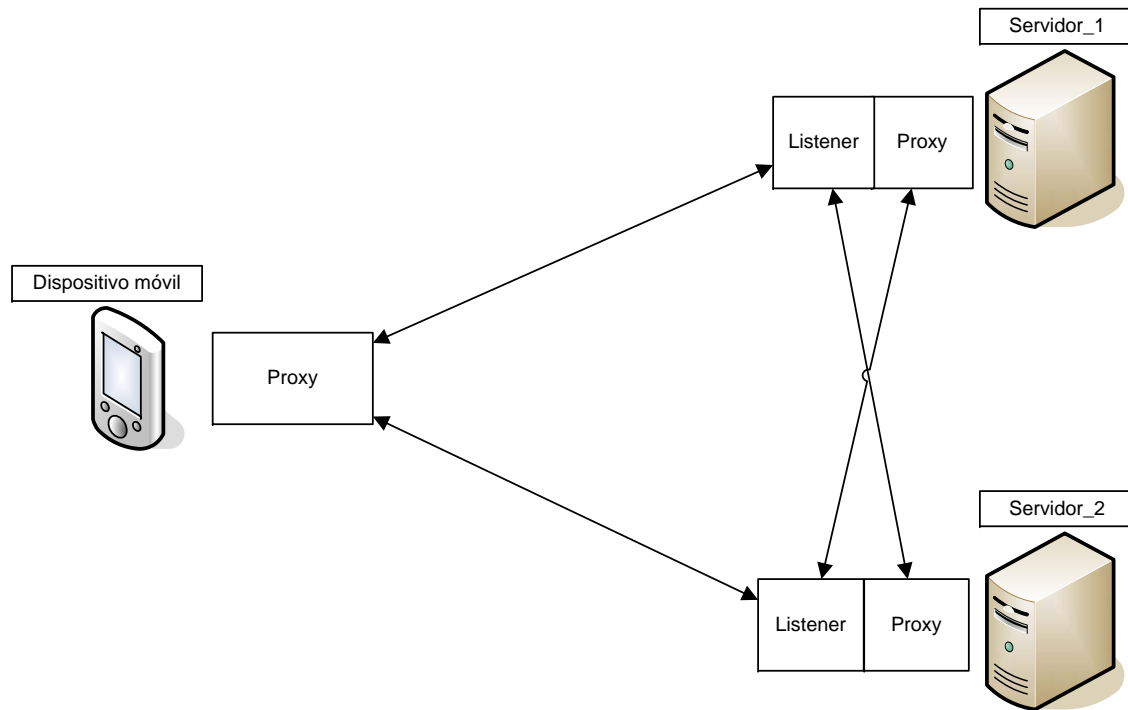 Servidor_1
Listener
Proxy
Dispositivo móvil
Proxy
Servidor_2
Listener
Proxy